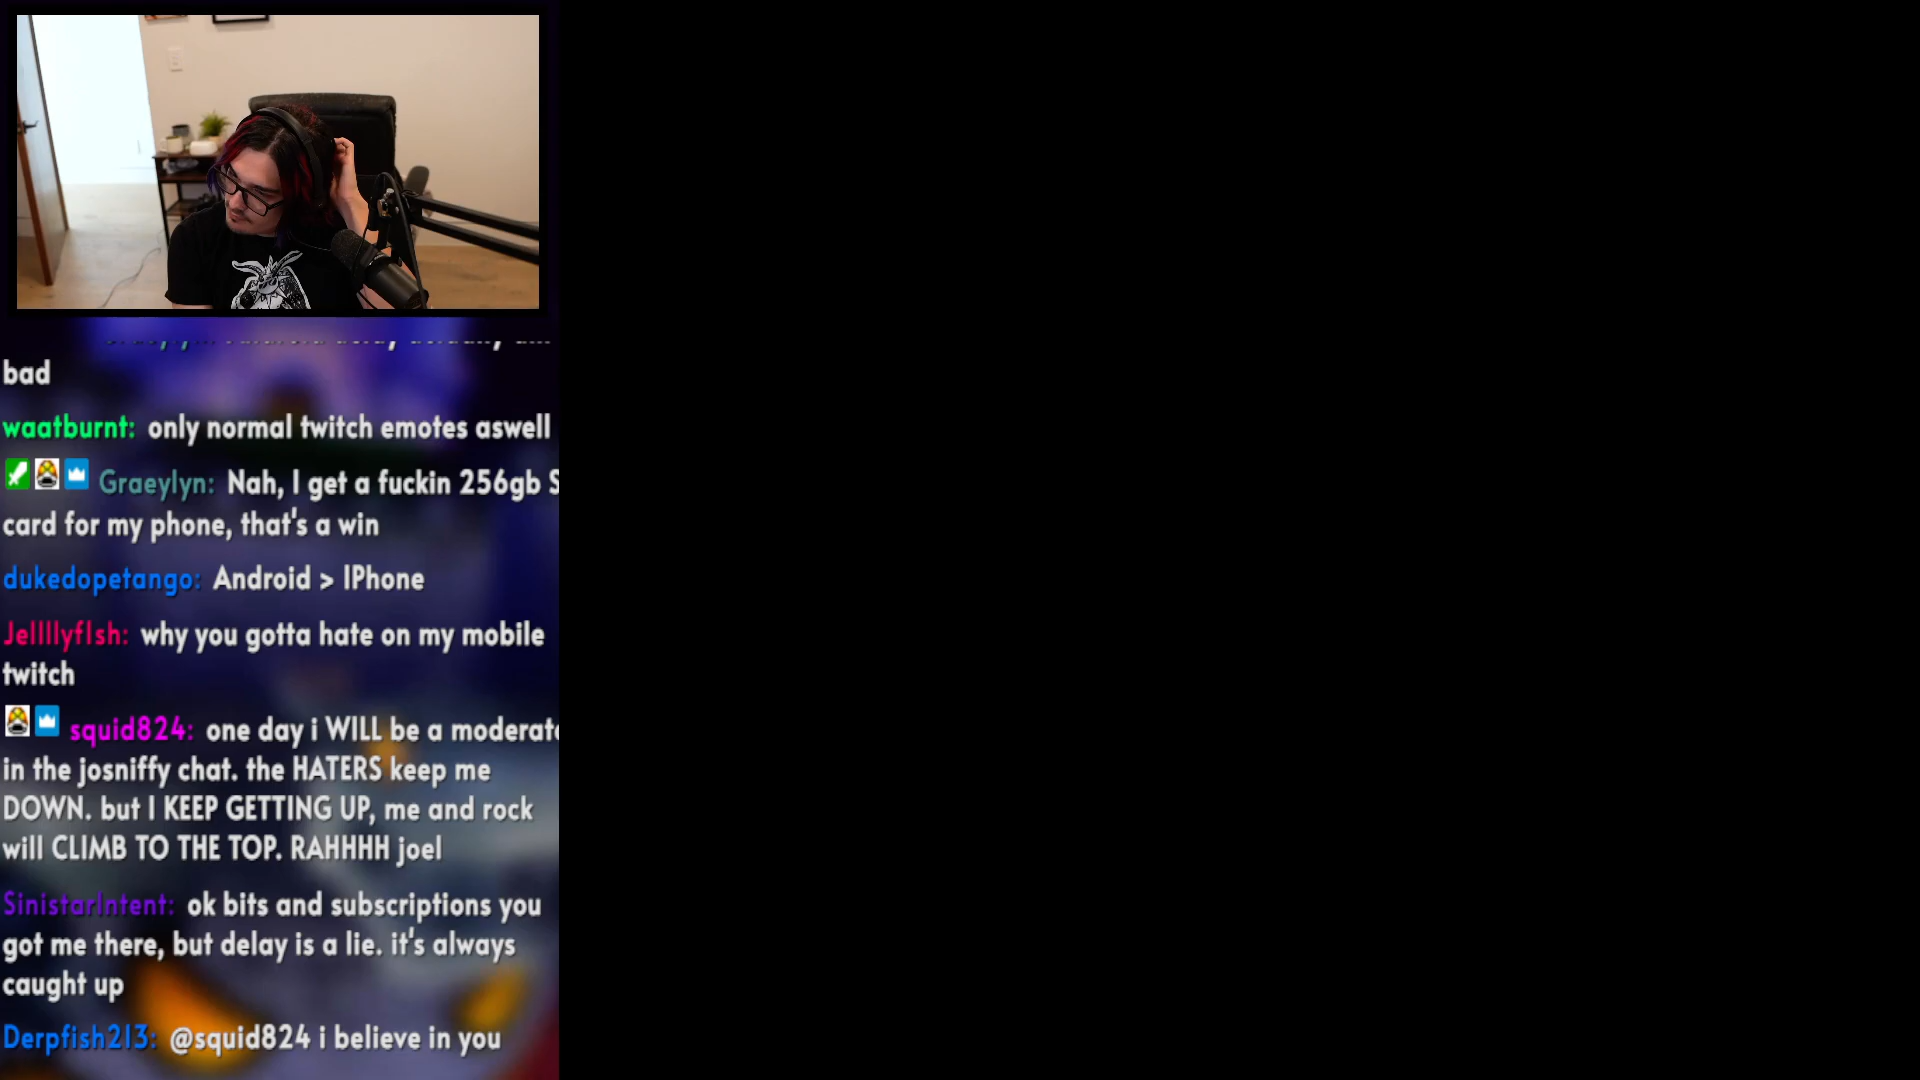 bad
waatburnt: only normal twitch emotes aswell
Graeylyn: Nah, I get a fuckin 256gb S
card for my phone, that's a win
dukedopetango: Android > IPhone
JellllyfIsh: why you gotta hate on my mobile
twitch
squid824: one day i WILL be a moderato
in the josniffy chat. the HATERS keep me
DOWN. but I KEEP GETTING UP, me and rock
will CLIMB TO THE TOP. RAHHHH joel
SinistarIntent: ok bits and subscriptions you
got me there, but delay is a lie. it's always
caught up
Derpfish213: @squid824 i believe in you